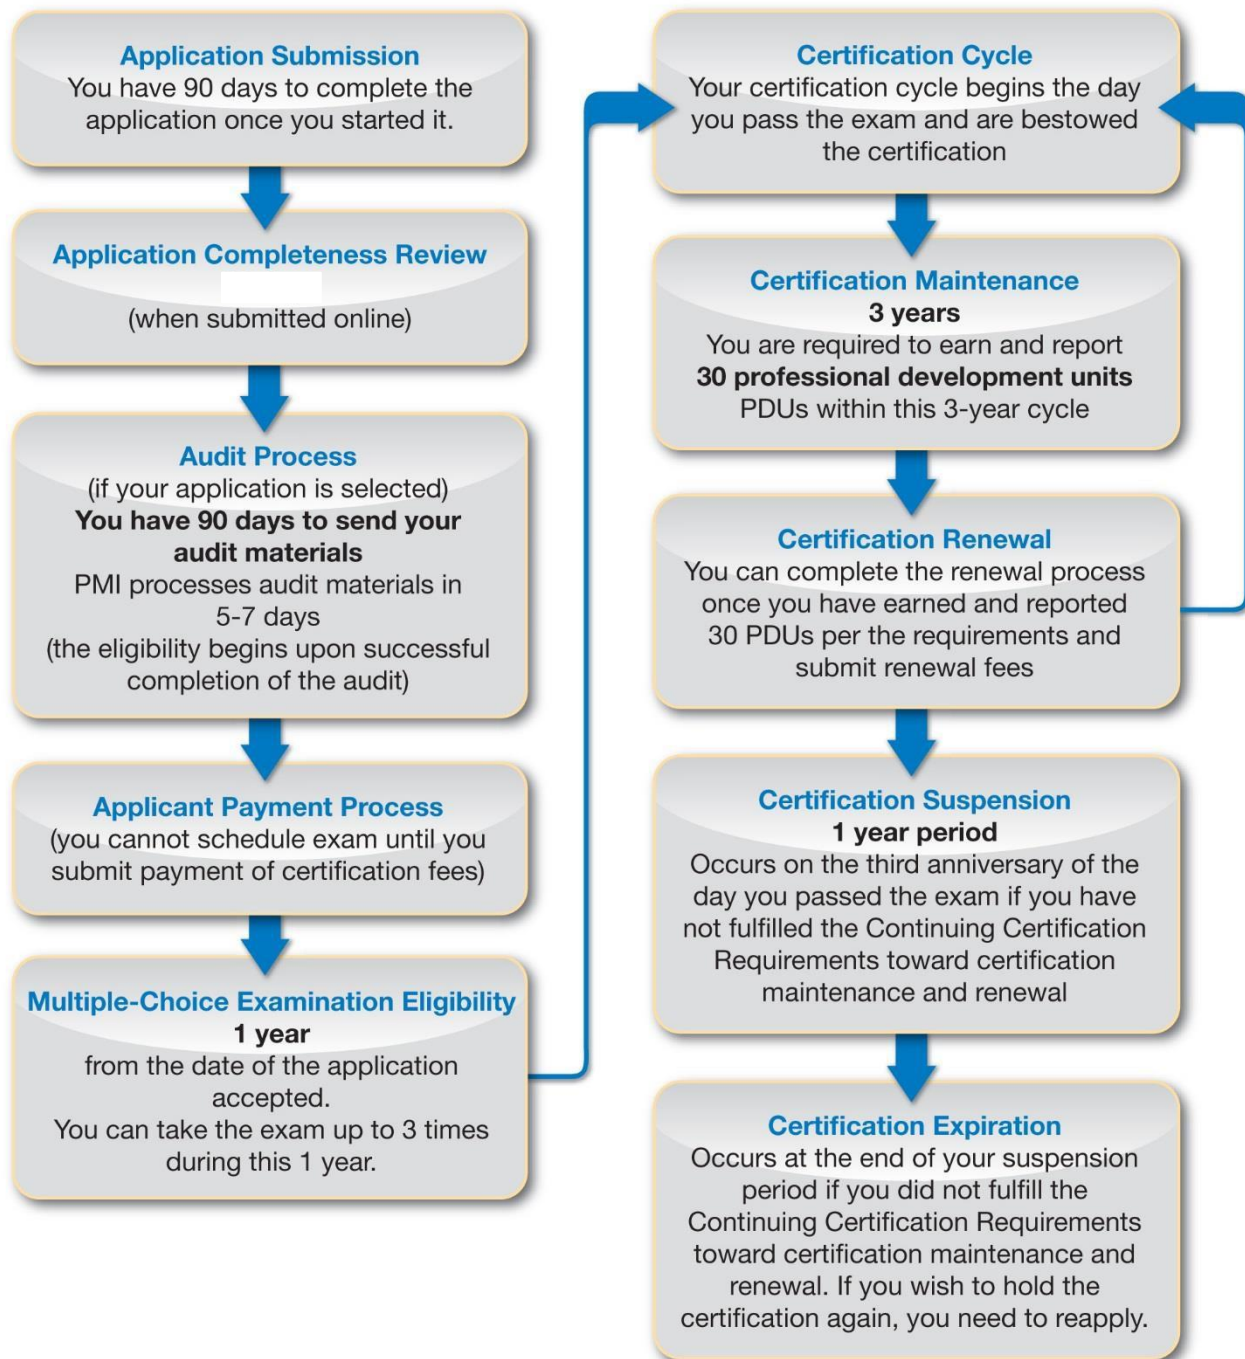 Application Submission
You have 90 days to complete the
application once you started it.
Application Completeness Review
(when submitted online)
Audit Process
(if your application is selected)
You have 90 days to send your
audit materials
PMI processes audit materials in
5-7 days
(the eligibility begins upon successful
completion of the audit)
Applicant Payment Process
(you cannot schedule exam until you
submit payment of certification fees)
Multiple-Choice Examination Eligibility
1 year
from the date of the application
accepted.
You can take the exam up to 3 times
during this 1 year.
Certification Cycle
Your certification cycle begins the day
you pass the exam and are bestowed
the certification
Certification Maintenance
3 years
You are required to earn and report
30 professional development units
PDUs within this 3-year cycle
Certification Renewal
You can complete the renewal process
once you have earned and reported
30 PDUs per the requirements and
submit renewal fees
Certification Suspension
1 year period
Occurs on the third anniversary of the
day you passed the exam if you have
not fulfilled the Continuing Certification
Requirements toward certification
maintenance and renewal
Certification Expiration
Occurs at the end of your suspension
period if you did not fulfill the
Continuing Certification Requirements
toward certification maintenance and
renewal. If you wish to hold the
certification again, you need to reapply.